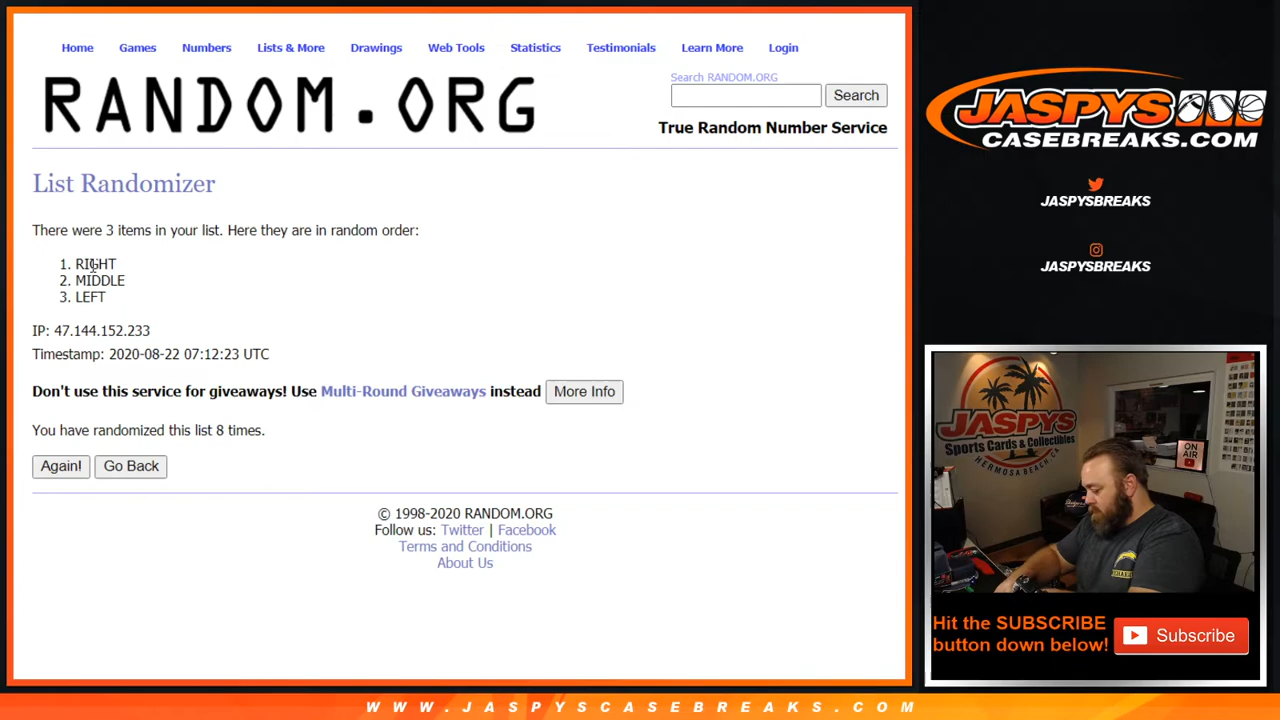 Home Games Numbers Lists & More Drawings Web Tools Statistics Testimonials Learn More Login
RANDOM.ORG
Search RANDOM.ORG
Search
True Random Number Service
List Randomizer
There were 3 items in your list. Here they are in random order:
1. RIGHT
2. MIDDLE
3. LEFT
IP: 47.144.152.233
Timestamp: 2020-08-22 07:12:23 UTC
Don't use this service for giveaways! Use Multi-Round Giveaways instead More Info
You have randomized this list 8 times.
Again! Go Back
© 1998-2020 RANDOM.ORG
Follow us: Twitter | Facebook
Terms and Conditions
About Us
JASPYS
CASEBREAKS.COM
JASPYSBREAKS
JASPYSBREAKS
JASPYS
Sports Cards & Collectibles
HERMOSA BEACH, CA
ON AIR
Hit the SUBSCRIBE
button down below!
Subscribe
WWW.JASPYSCASEBREAKS.COM